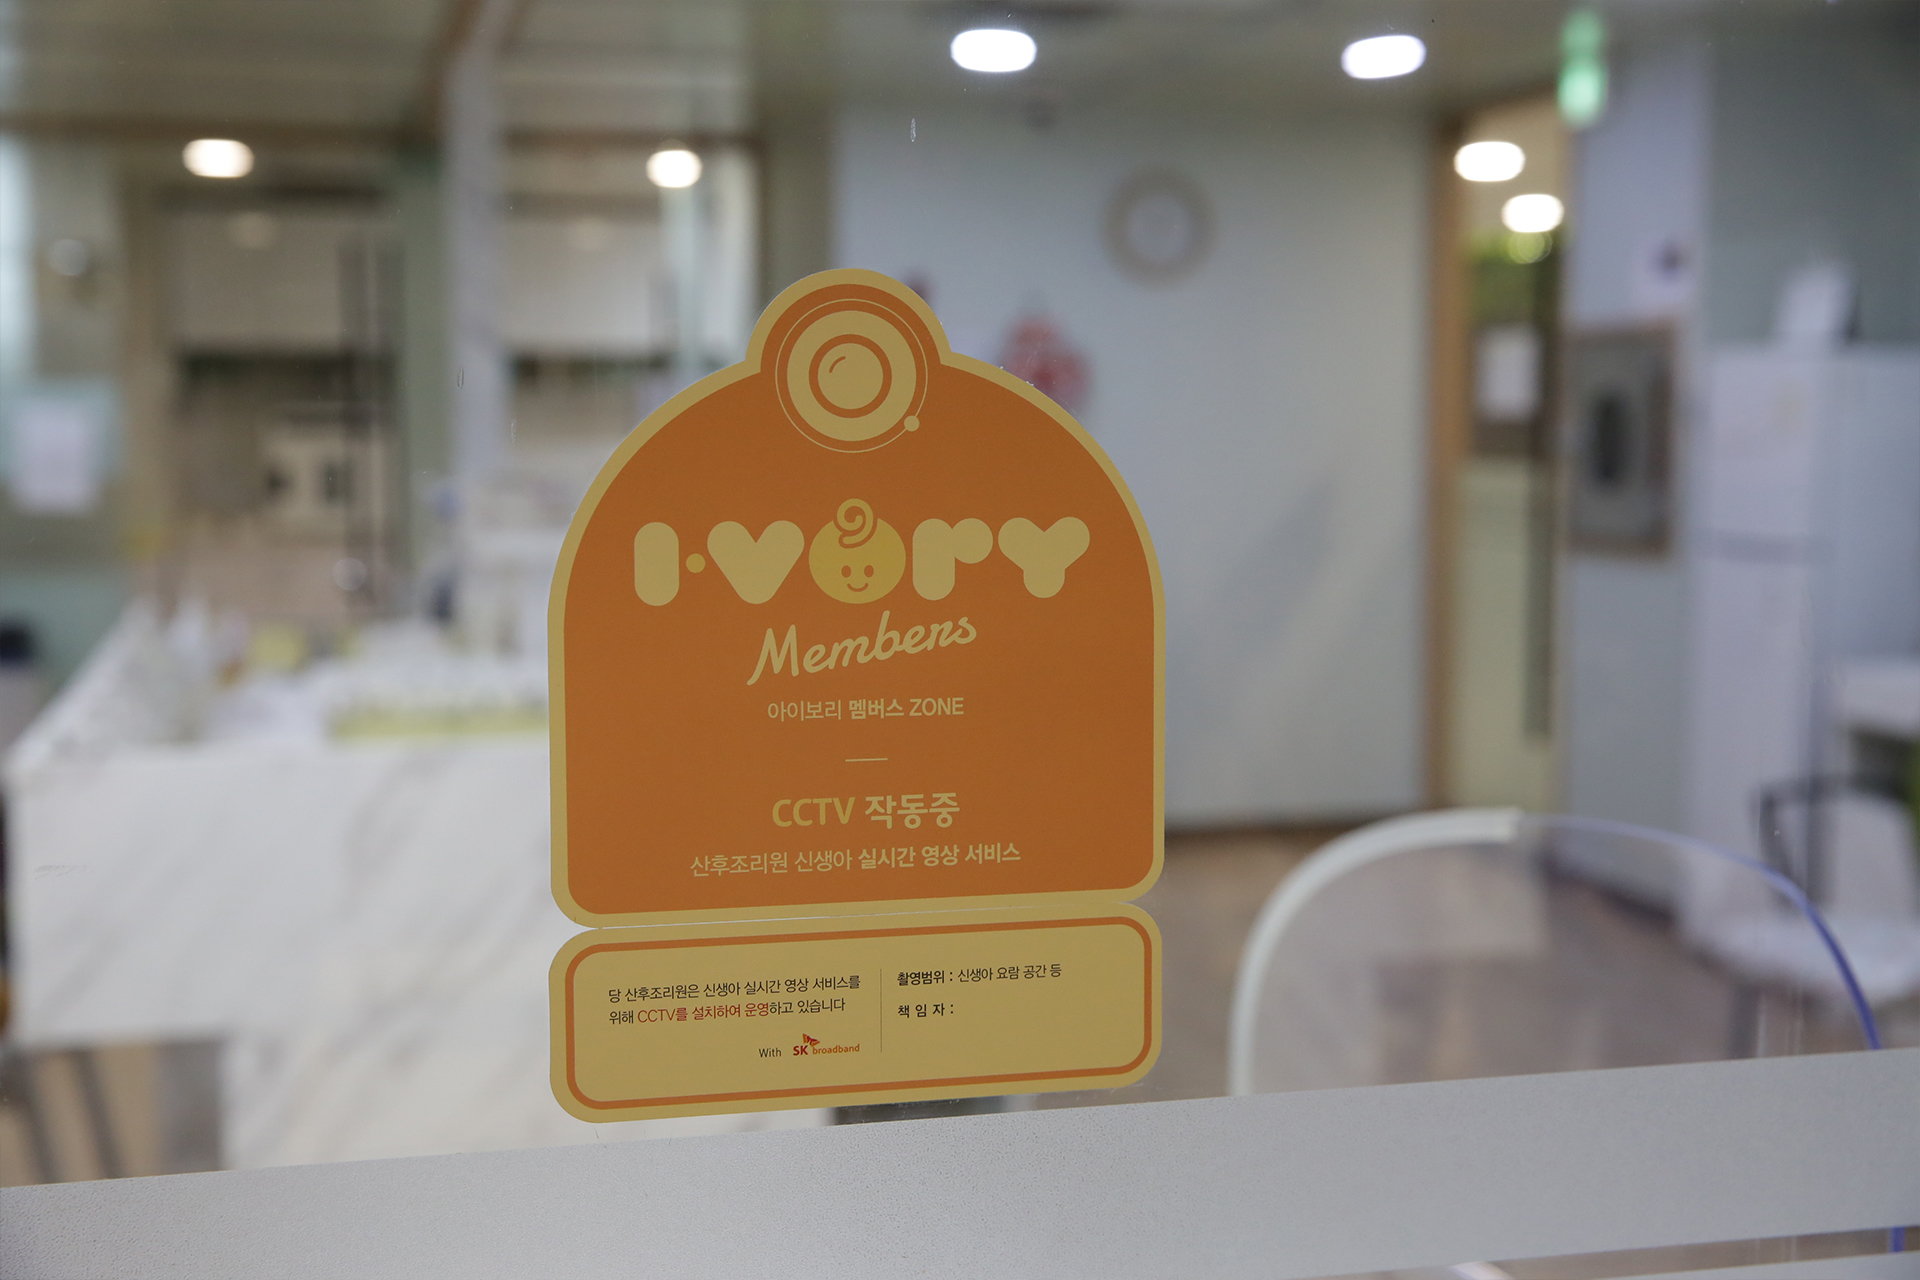 I·VORY
Members
아이보리 멤버스 ZONE
CCTV 작동중
산후조리원 신생아 실시간 영상 서비스
당 산후조리원은 신생아 실시간 영상 서비스를
위해 CCTV를 설치하여 운영하고 있습니다
With SK broadband
촬영범위 : 신생아 요람 공간 등
책 임 자 :